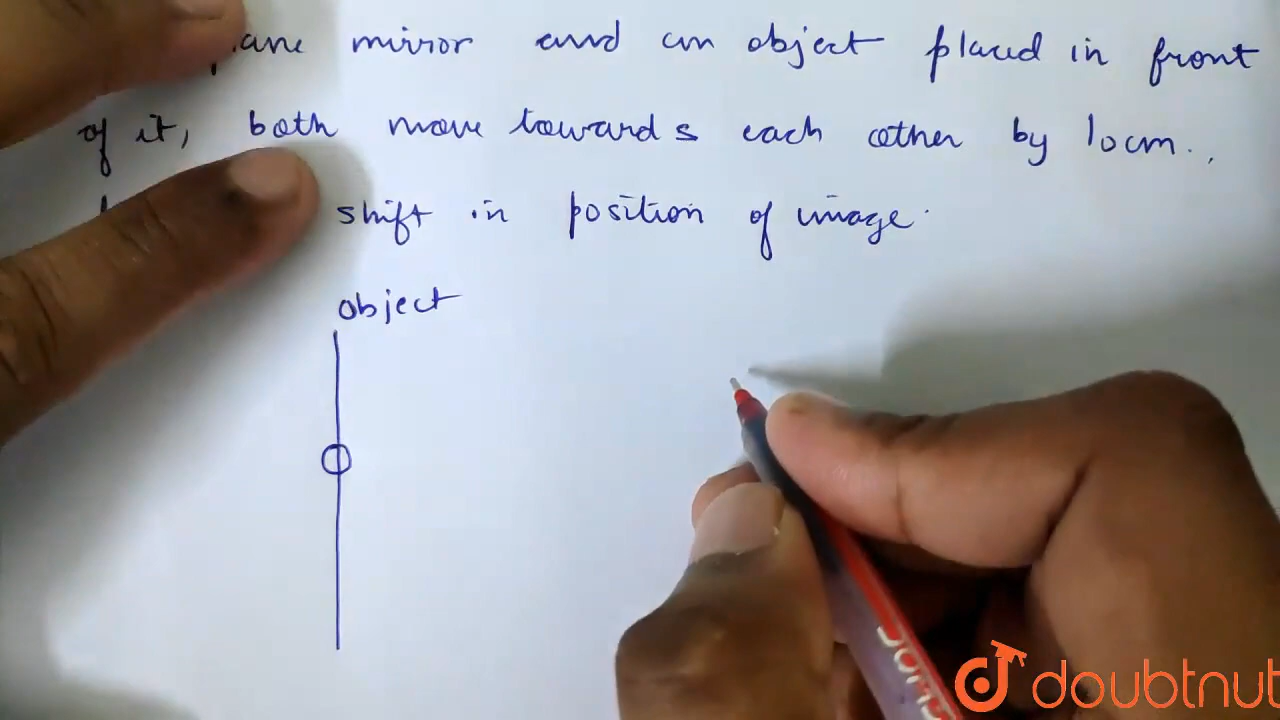 mirror and an object placed in front
of it, both move towards each other by 10cm.,
shift in position of image.
object
doubtnut